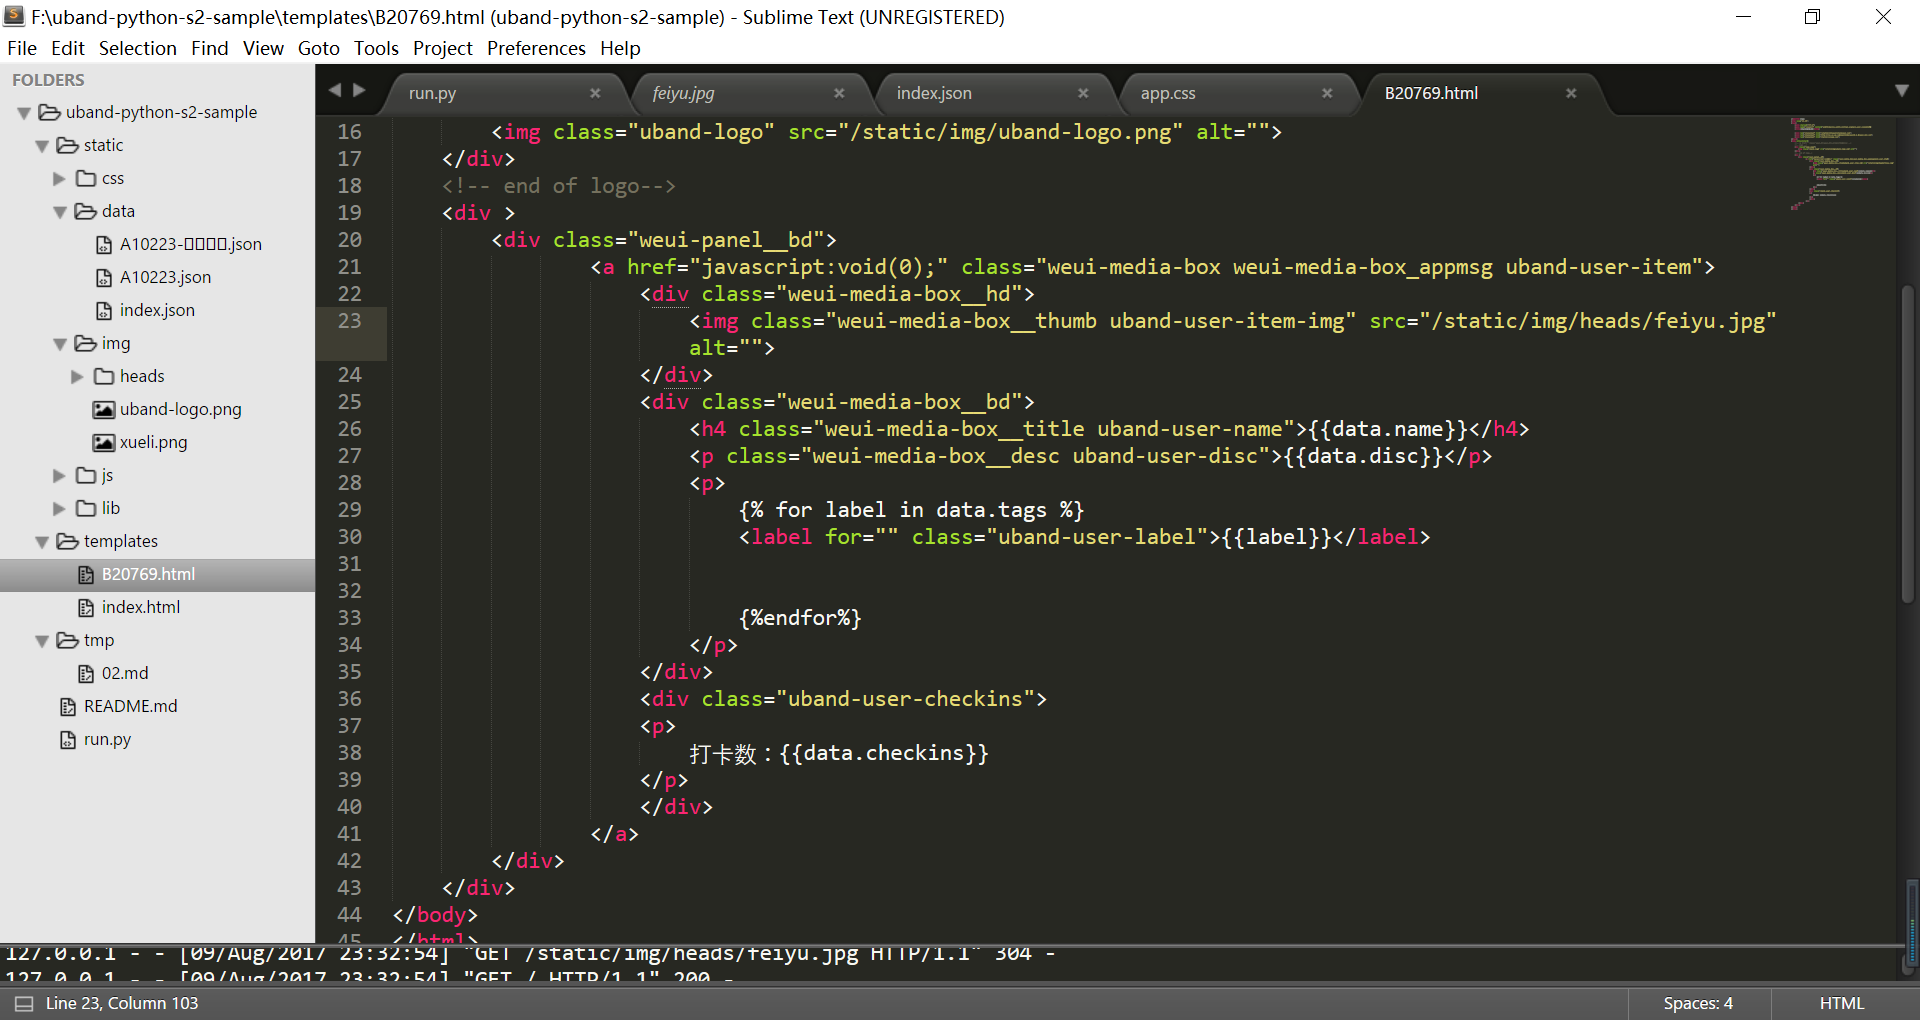 F:\uband-python-s2-sample\templates\B20769.html (uband-python-s2-sample) - Sublime Text (UNREGISTERED)
File Edit Selection Find View Goto Tools Project Preferences Help
FOLDERS
uband-python-s2-sample
static
css
data
A10223-□□□□.json
A10223.json
index.json
img
heads
uband-logo.png
xueli.png
js
lib
templates
B20769.html
index.html
tmp
02.md
README.md
run.py
run.py × feiyu.jpg × index.json × app.css × B20769.html ×
16 <img class="uband-logo" src="/static/img/uband-logo.png" alt="">
17 </div>
18 <!-- end of logo-->
19 <div >
20 <div class="weui-panel__bd">
21 <a href="javascript:void(0);" class="weui-media-box weui-media-box_appmsg uband-user-item">
22 <div class="weui-media-box__hd">
23 <img class="weui-media-box__thumb uband-user-item-img" src="/static/img/heads/feiyu.jpg"
alt="">
24 </div>
25 <div class="weui-media-box__bd">
26 <h4 class="weui-media-box__title uband-user-name">{{data.name}}</h4>
27 <p class="weui-media-box__desc uband-user-disc">{{data.disc}}</p>
28 <p>
29 {% for label in data.tags %}
30 <label for="" class="uband-user-label">{{label}}</label>
31
32
33 {%endfor%}
34 </p>
35 </div>
36 <div class="uband-user-checkins">
37 <p>
38 打卡数：{{data.checkins}}
39 </p>
40 </div>
41 </a>
42 </div>
43 </div>
44 </body>
45 </html>
127.0.0.1 - - [09/Aug/2017 23:32:54] "GET /static/img/heads/feiyu.jpg HTTP/1.1" 304 -
127.0.0.1 - - [09/Aug/2017 23:32:54] "GET / HTTP/1.1" 200 -
Line 23, Column 103
Spaces: 4
HTML